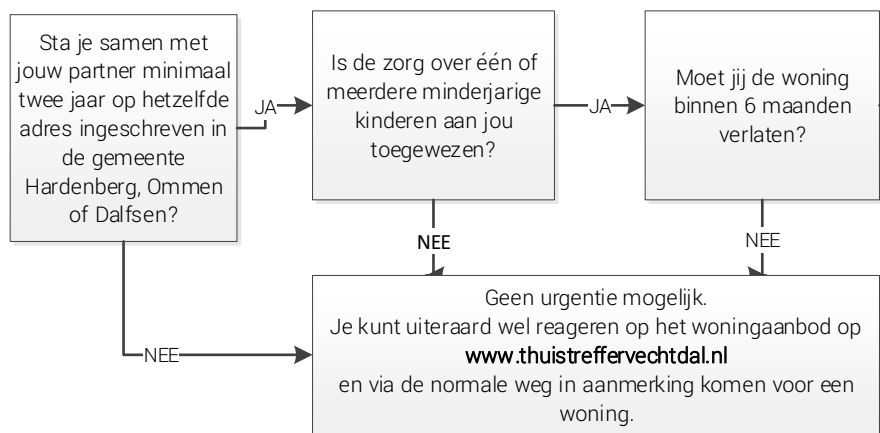 Sta je samen met
jouw partner minimaal
twee jaar op hetzelfde
adres ingeschreven in
de gemeente
Hardenberg, Ommen
of Dalfsen?
JA
Is de zorg over één of
meerdere minderjarige
kinderen aan jou
toegewezen?
JA
Moet jij de woning
binnen 6 maanden
verlaten?
NEE
NEE
NEE
Geen urgentie mogelijk.
Je kunt uiteraard wel reageren op het woningaanbod op
www.thuistreffervechtdal.nl
en via de normale weg in aanmerking komen voor een
woning.